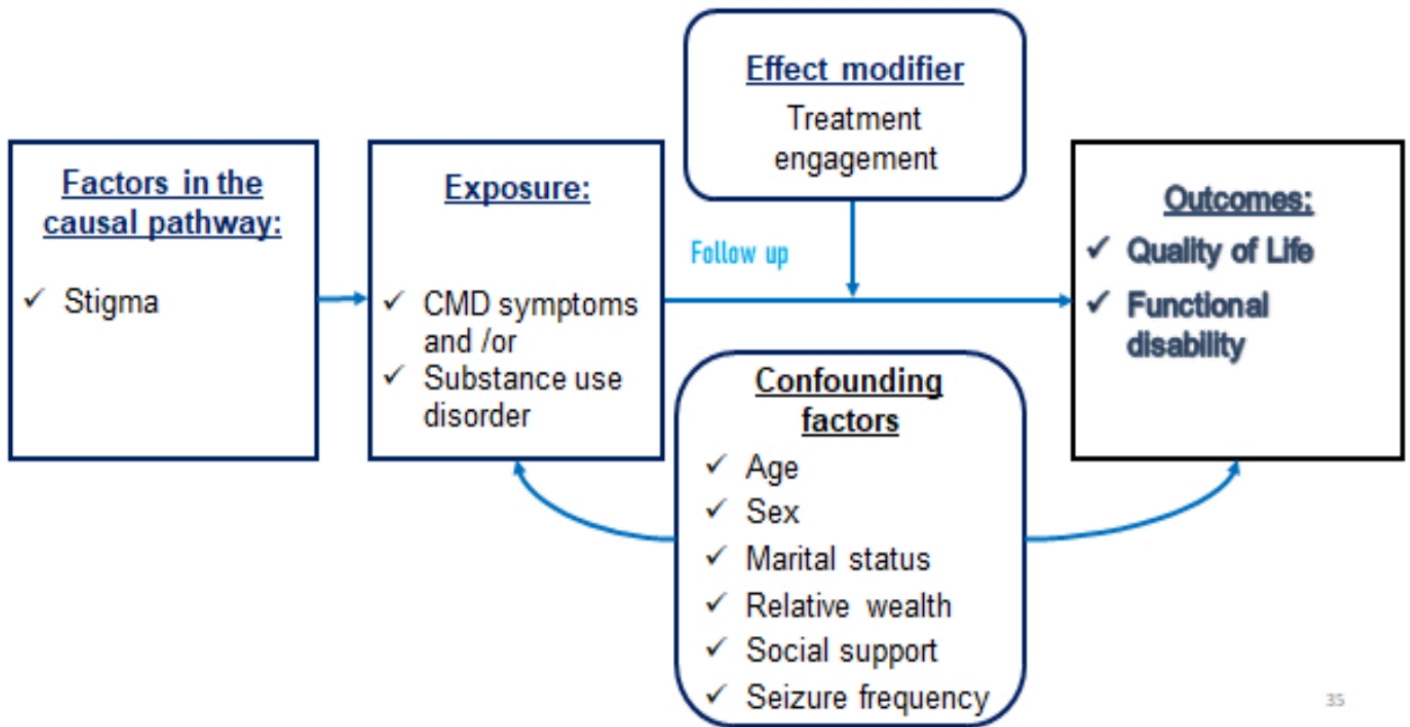 Effect modifier
Treatment
engagement
Factors in the
causal pathway:
✓ Stigma
Exposure:
✓ CMD symptoms
and /or
✓ Substance use
disorder
Follow up
Outcomes:
✓ Quality of Life
✓ Functional
disability
Confounding
factors
✓ Age
✓ Sex
✓ Marital status
✓ Relative wealth
✓ Social support
✓ Seizure frequency
35